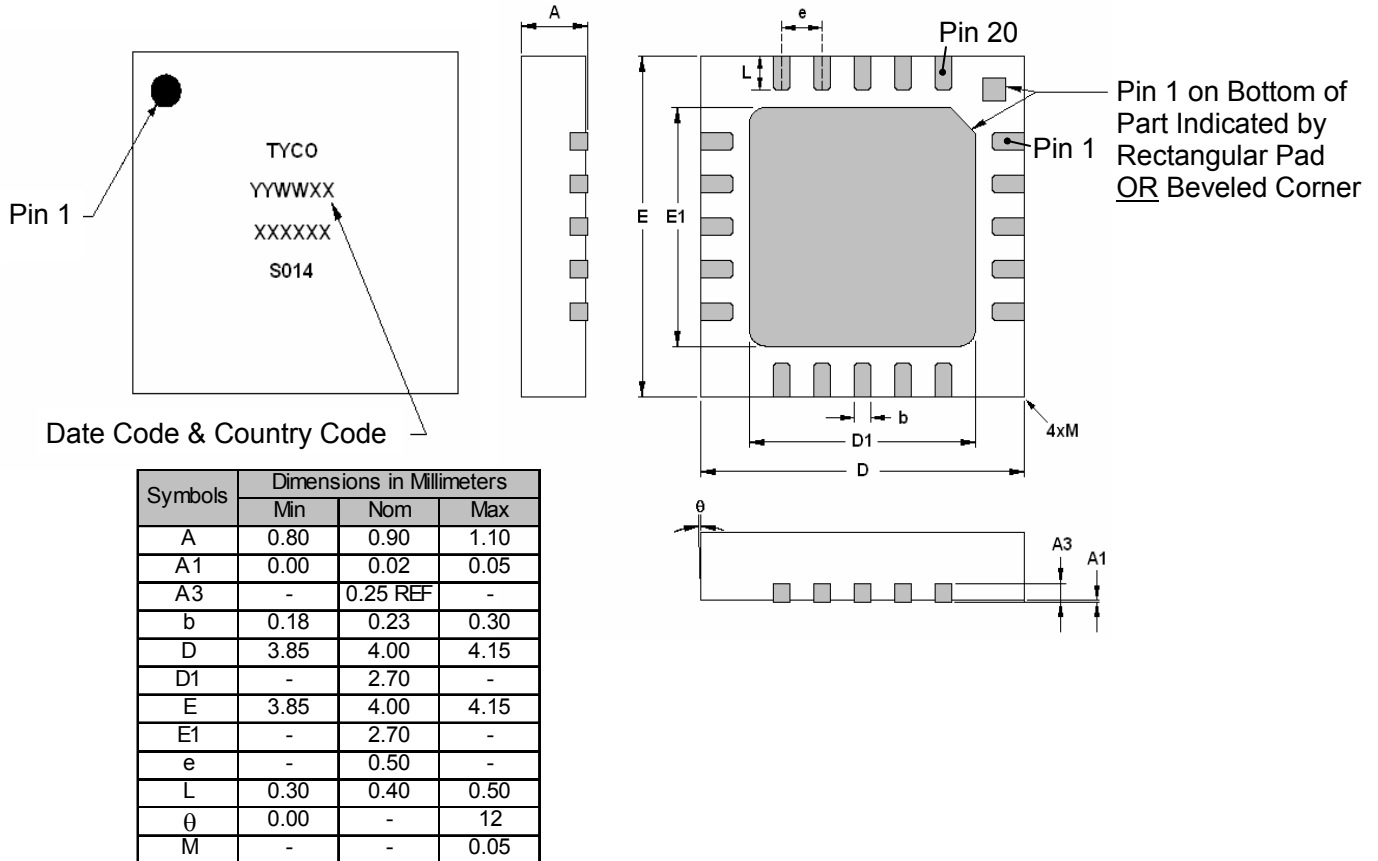 A
e
Pin 20
L
Pin 1 on Bottom of
Part Indicated by
Rectangular Pad
OR Beveled Corner
Pin 1
TYCO
YYWWXX
XXXXXX
S014
Pin 1
E
E1
b
D1
D
4xM
Date Code & Country Code
θ
A3
A1
Symbols Dimensions in Millimeters
Min Nom Max
A 0.80 0.90 1.10
A1 0.00 0.02 0.05
A3 - 0.25 REF -
b 0.18 0.23 0.30
D 3.85 4.00 4.15
D1 - 2.70 -
E 3.85 4.00 4.15
E1 - 2.70 -
e - 0.50 -
L 0.30 0.40 0.50
θ 0.00 - 12
M - - 0.05